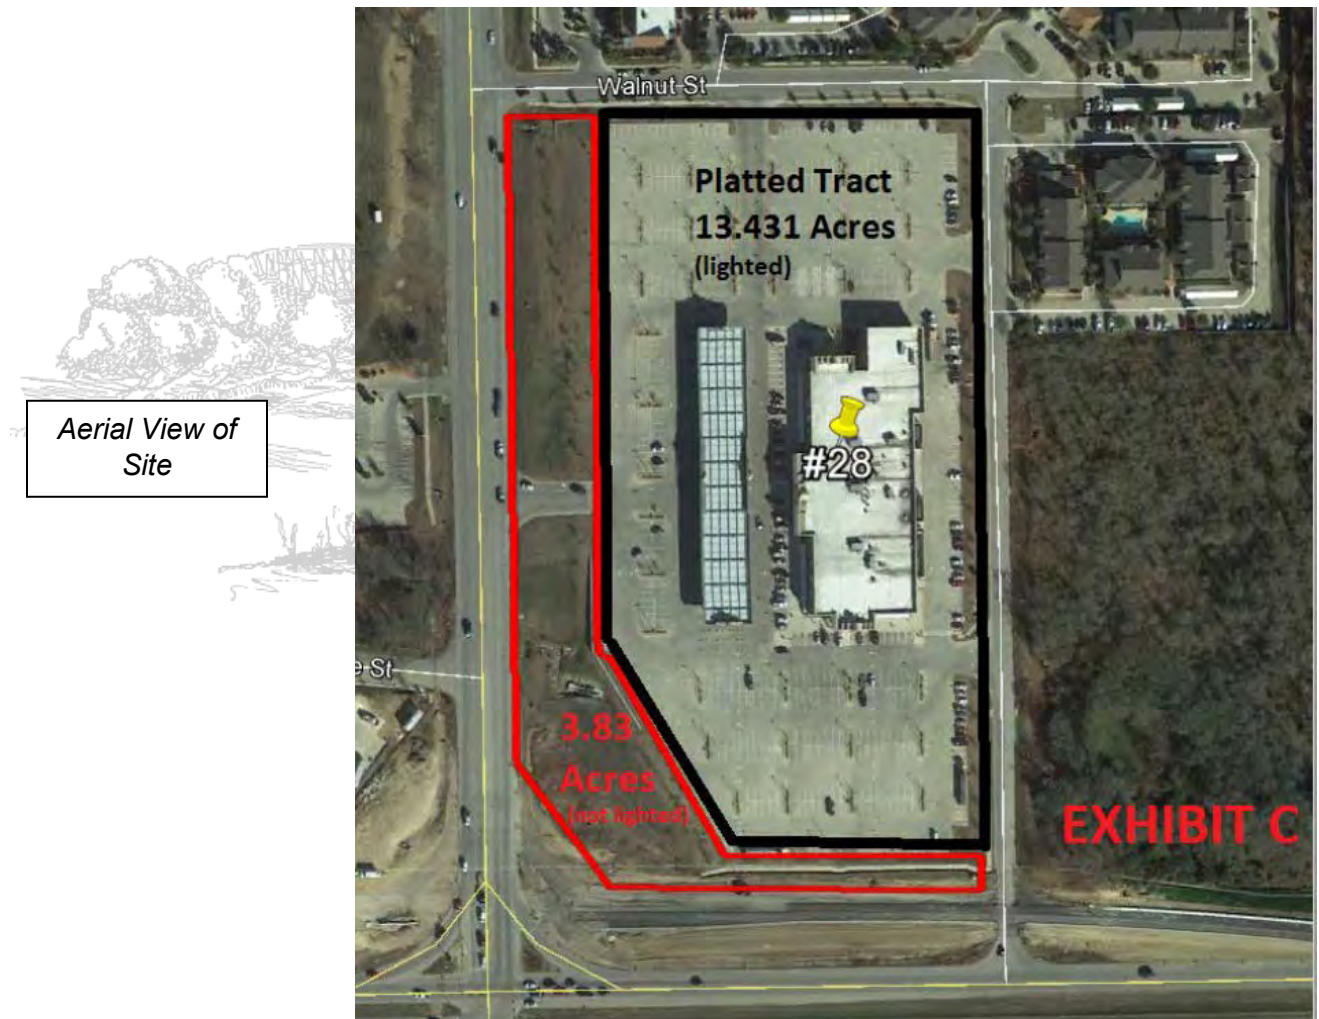 Walnut St
Platted Tract
13.431 Acres
(lighted)
Aerial View of
Site
#28
e St
3.83
Acres
(not lighted)
EXHIBIT C